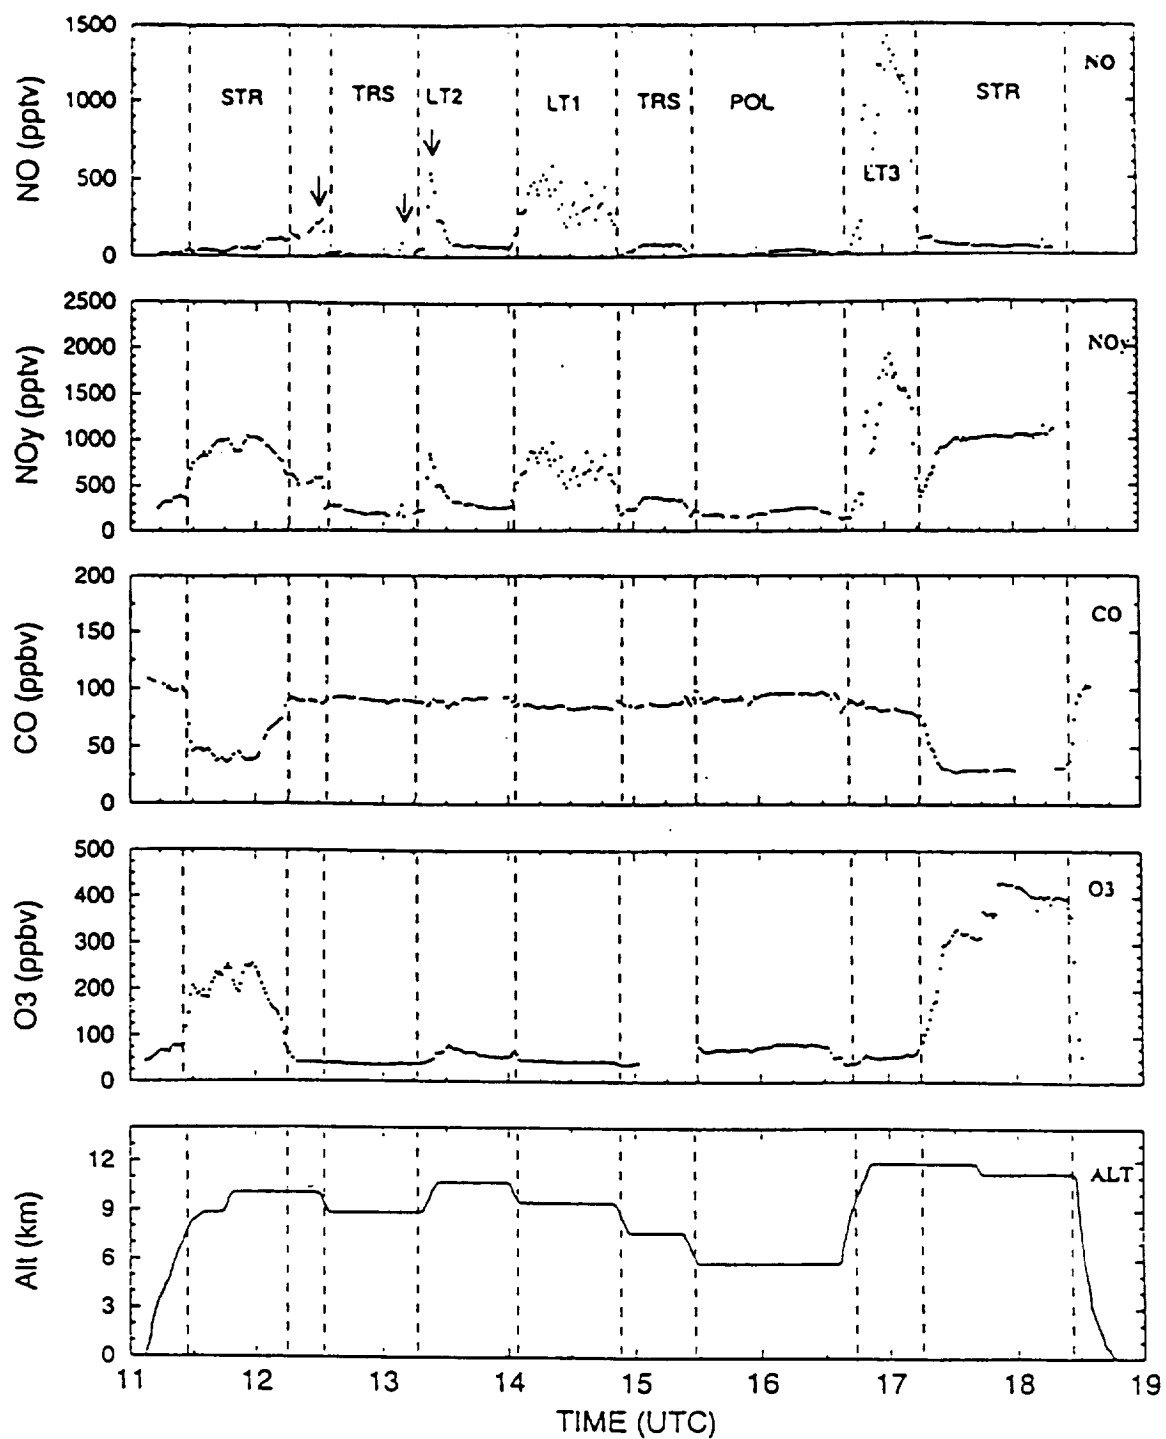 1500
1000
500
0
NO (pptv)
STR
TRS
LT2
LT1
TRS
POL
LT3
STR
NO
2500
2000
1500
1000
500
0
NOy (pptv)
NOy
200
150
100
50
0
CO (ppbv)
CO
500
400
300
200
100
0
O3 (ppbv)
O3
12
9
6
3
0
Alt (km)
ALT
11 12 13 14 15 16 17 18 19
TIME (UTC)